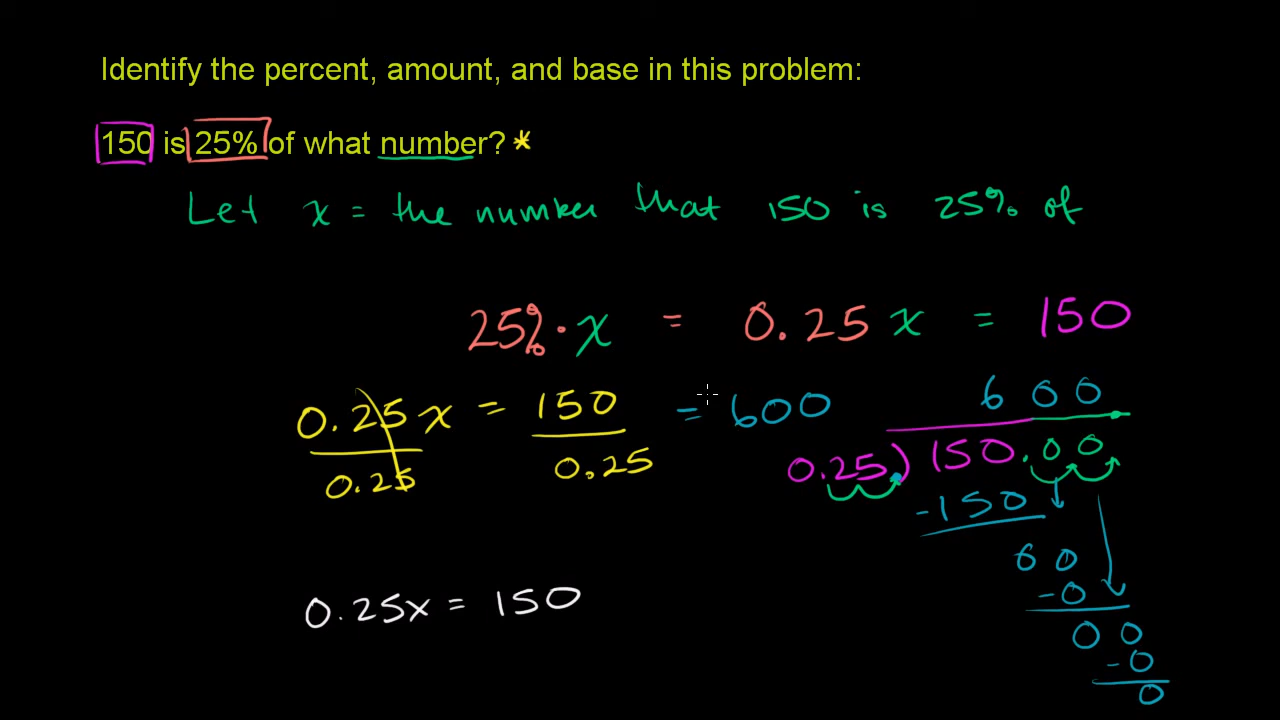 Identify the percent, amount, and base in this problem:
150 is 25% of what number? *
Let x = the number that 150 is 25% of
25% · x = 0.25 x = 150
0.25 x = 150 = 600
0.25 0.25
600
0.25)150.00
-150
60
-0
00
-0
0
0.25x = 150